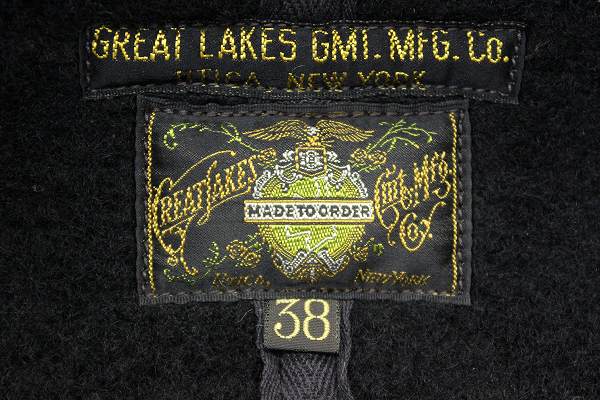 GREAT LAKES GMT. MFG. Co.
UTICA, NEW YORK
GREAT LAKES
GMT. MFG.
Co.
MADE TO ORDER
UTICA, NEW YORK
38